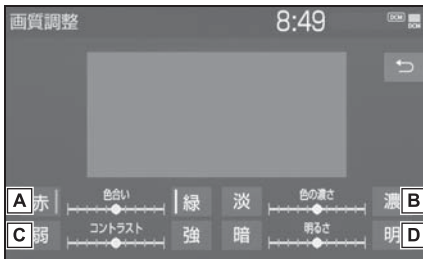 画質調整 8:49 DCM
DCM
A 赤 色合い 緑 淡 色の濃さ 濃 B
C 弱 コントラスト 強 暗 明るさ 明 D